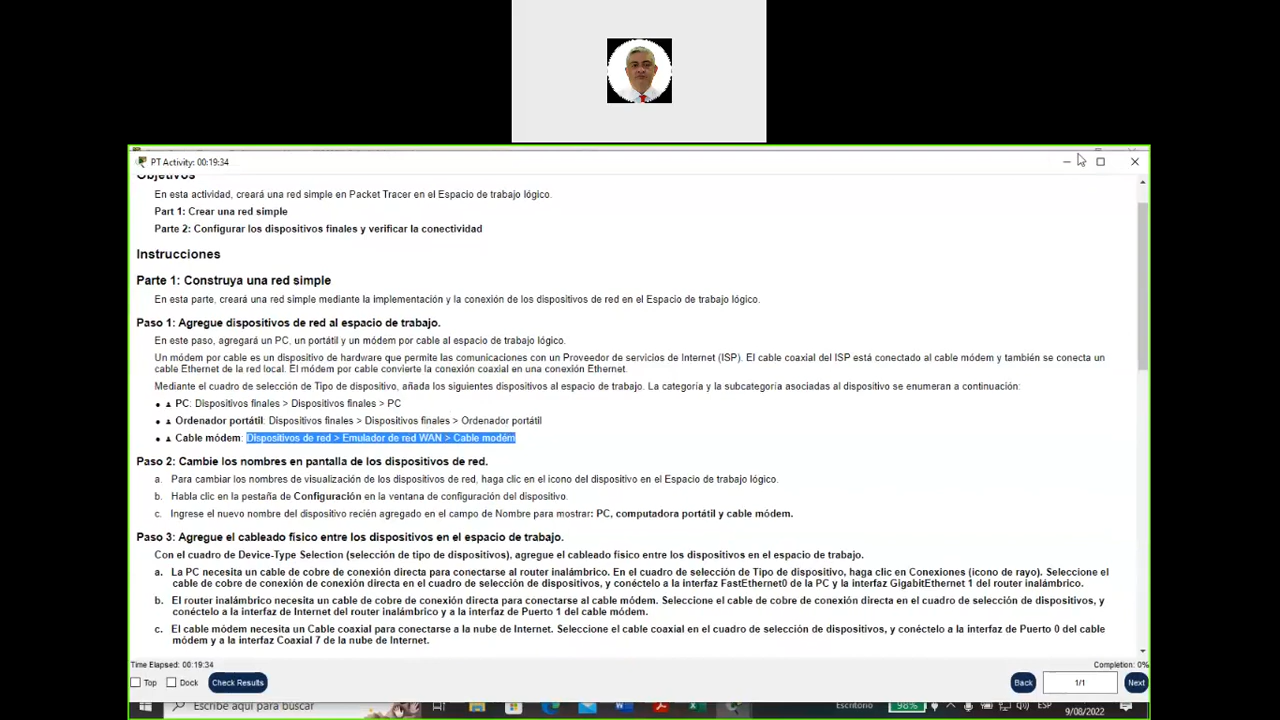 PT Activity: 00:19:34
Objetivos
En esta actividad, creará una red simple en Packet Tracer en el Espacio de trabajo lógico.
Part 1: Crear una red simple
Parte 2: Configurar los dispositivos finales y verificar la conectividad
Instrucciones
Parte 1: Construya una red simple
En esta parte, creará una red simple mediante la implementación y la conexión de los dispositivos de red en el Espacio de trabajo lógico.
Paso 1: Agregue dispositivos de red al espacio de trabajo.
En este paso, agregará un PC, un portátil y un módem por cable al espacio de trabajo lógico.
Un módem por cable es un dispositivo de hardware que permite las comunicaciones con un Proveedor de servicios de Internet (ISP). El cable coaxial del ISP está conectado al cable módem y también se conecta un
cable Ethernet de la red local. El módem por cable convierte la conexión coaxial en una conexión Ethernet.
Mediante el cuadro de selección de Tipo de dispositivo, añada los siguientes dispositivos al espacio de trabajo. La categoría y la subcategoría asociadas al dispositivo se enumeran a continuación:
PC: Dispositivos finales > Dispositivos finales > PC
Ordenador portátil: Dispositivos finales > Dispositivos finales > Ordenador portátil
Cable módem: Dispositivos de red > Emulador de red WAN > Cable modém
Paso 2: Cambie los nombres en pantalla de los dispositivos de red.
a. Para cambiar los nombres de visualización de los dispositivos de red, haga clic en el icono del dispositivo en el Espacio de trabajo lógico.
b. Habla clic en la pestaña de Configuración en la ventana de configuración del dispositivo.
c. Ingrese el nuevo nombre del dispositivo recién agregado en el campo de Nombre para mostrar: PC, computadora portátil y cable módem.
Paso 3: Agregue el cableado físico entre los dispositivos en el espacio de trabajo.
Con el cuadro de Device-Type Selection (selección de tipo de dispositivos), agregue el cableado físico entre los dispositivos en el espacio de trabajo.
a. La PC necesita un cable de cobre de conexión directa para conectarse al router inalámbrico. En el cuadro de selección de Tipo de dispositivo, haga clic en Conexiones (icono de rayo). Seleccione el
cable de cobre de conexión de conexión directa en el cuadro de selección de dispositivos, y conéctelo a la interfaz FastEthernet0 de la PC y la interfaz GigabitEthernet 1 del router inalámbrico.
b. El router inalámbrico necesita un cable de cobre de conexión directa para conectarse al cable módem. Seleccione el cable de cobre de conexión directa en el cuadro de selección de dispositivos, y
conéctelo a la interfaz de Internet del router inalámbrico y a la interfaz de Puerto 1 del cable módem.
c. El cable módem necesita un Cable coaxial para conectarse a la nube de Internet. Seleccione el cable coaxial en el cuadro de selección de dispositivos, y conéctelo a la interfaz de Puerto 0 del cable
módem y a la interfaz Coaxial 7 de la nube de Internet.
Time Elapsed: 00:19:34
Completion: 0%
Top
Dock
Check Results
Back
1/1
Next
Escribe aquí para buscar
Escritorio
98%
ESP
9/08/2022